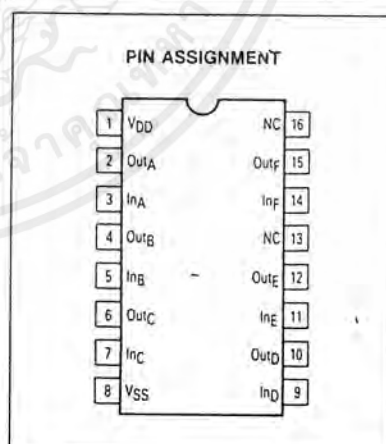 PIN ASSIGNMENT
1 VDD NC 16
2 OutA OutF 15
3 InA InF 14
4 OutB NC 13
5 InB OutE 12
6 OutC InE 11
7 InC OutD 10
8 VSS InD 9